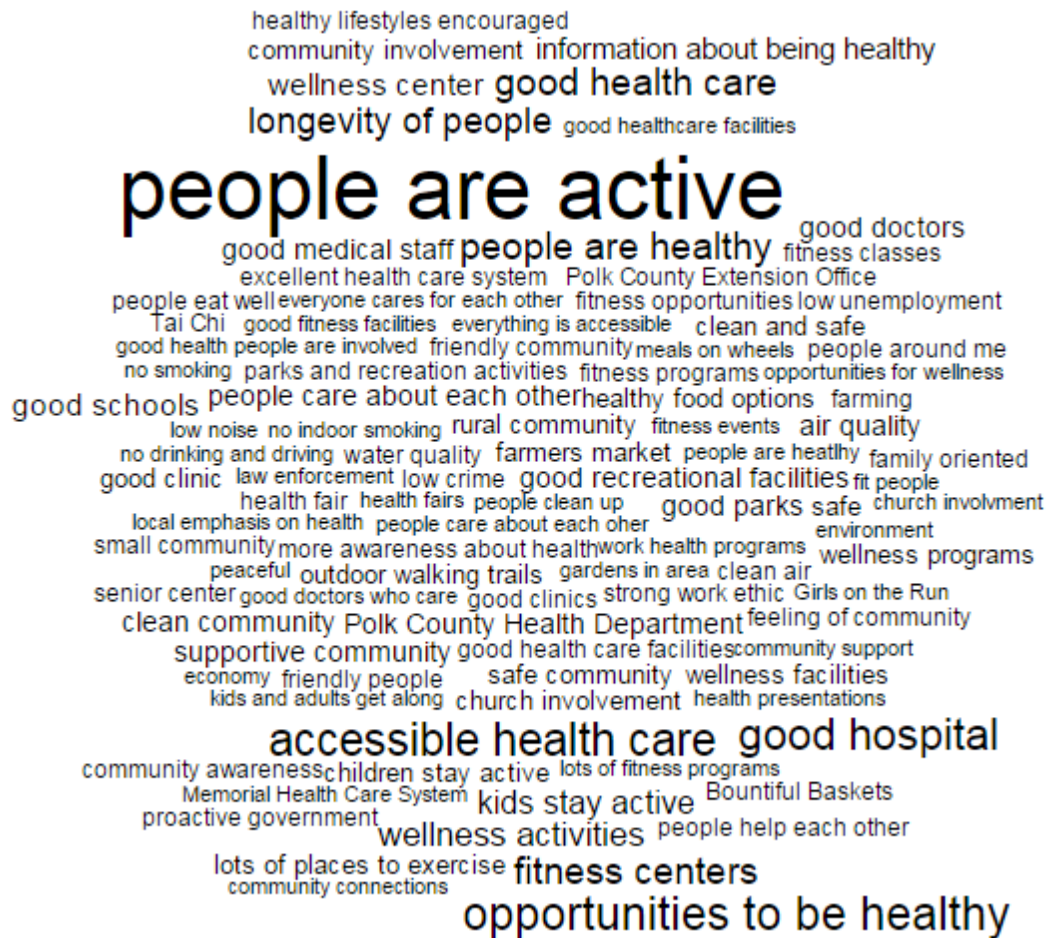 healthy lifestyles encouraged
community involvement information about being healthy
wellness center good health care
longevity of people good healthcare facilities
people are active
good doctors
good medical staff people are healthy fitness classes
excellent health care system Polk County Extension Office
people eat well everyone cares for each other fitness opportunities low unemployment
Tai Chi good fitness facilities everything is accessible clean and safe
good health people are involved friendly community meals on wheels people around me
no smoking parks and recreation activities fitness programs opportunities for wellness
good schools people care about each other healthy food options farming
low noise no indoor smoking rural community fitness events air quality
no drinking and driving water quality farmers market people are heatlhy family oriented
good clinic law enforcement low crime good recreational facilities fit people
health fair health fairs people clean up good parks safe church involvment
local emphasis on health people care about each oher environment
small community more awareness about health work health programs wellness programs
peaceful outdoor walking trails gardens in area clean air
senior center good doctors who care good clinics strong work ethic Girls on the Run
clean community Polk County Health Department feeling of community
supportive community good health care facilities community support
economy friendly people safe community wellness facilities
kids and adults get along church involvement health presentations
accessible health care good hospital
community awareness children stay active lots of fitness programs
Memorial Health Care System kids stay active Bountiful Baskets
proactive government wellness activities people help each other
lots of places to exercise fitness centers
community connections
opportunities to be healthy